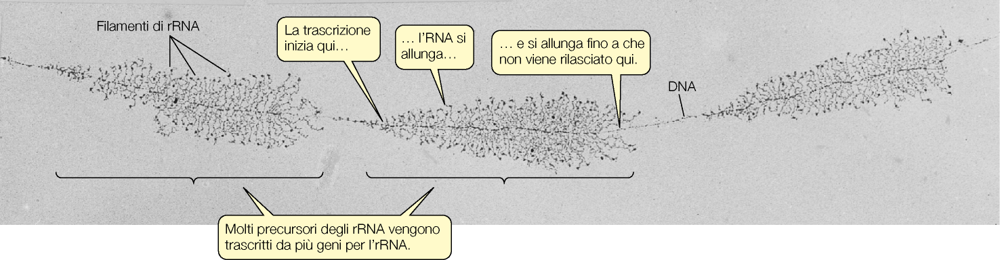 Filamenti di rRNA
La trascrizione
inizia qui…
… l'RNA si
allunga…
… e si allunga fino a che
non viene rilasciato qui.
DNA
Molti precursori degli rRNA vengono
trascritti da più geni per l'rRNA.